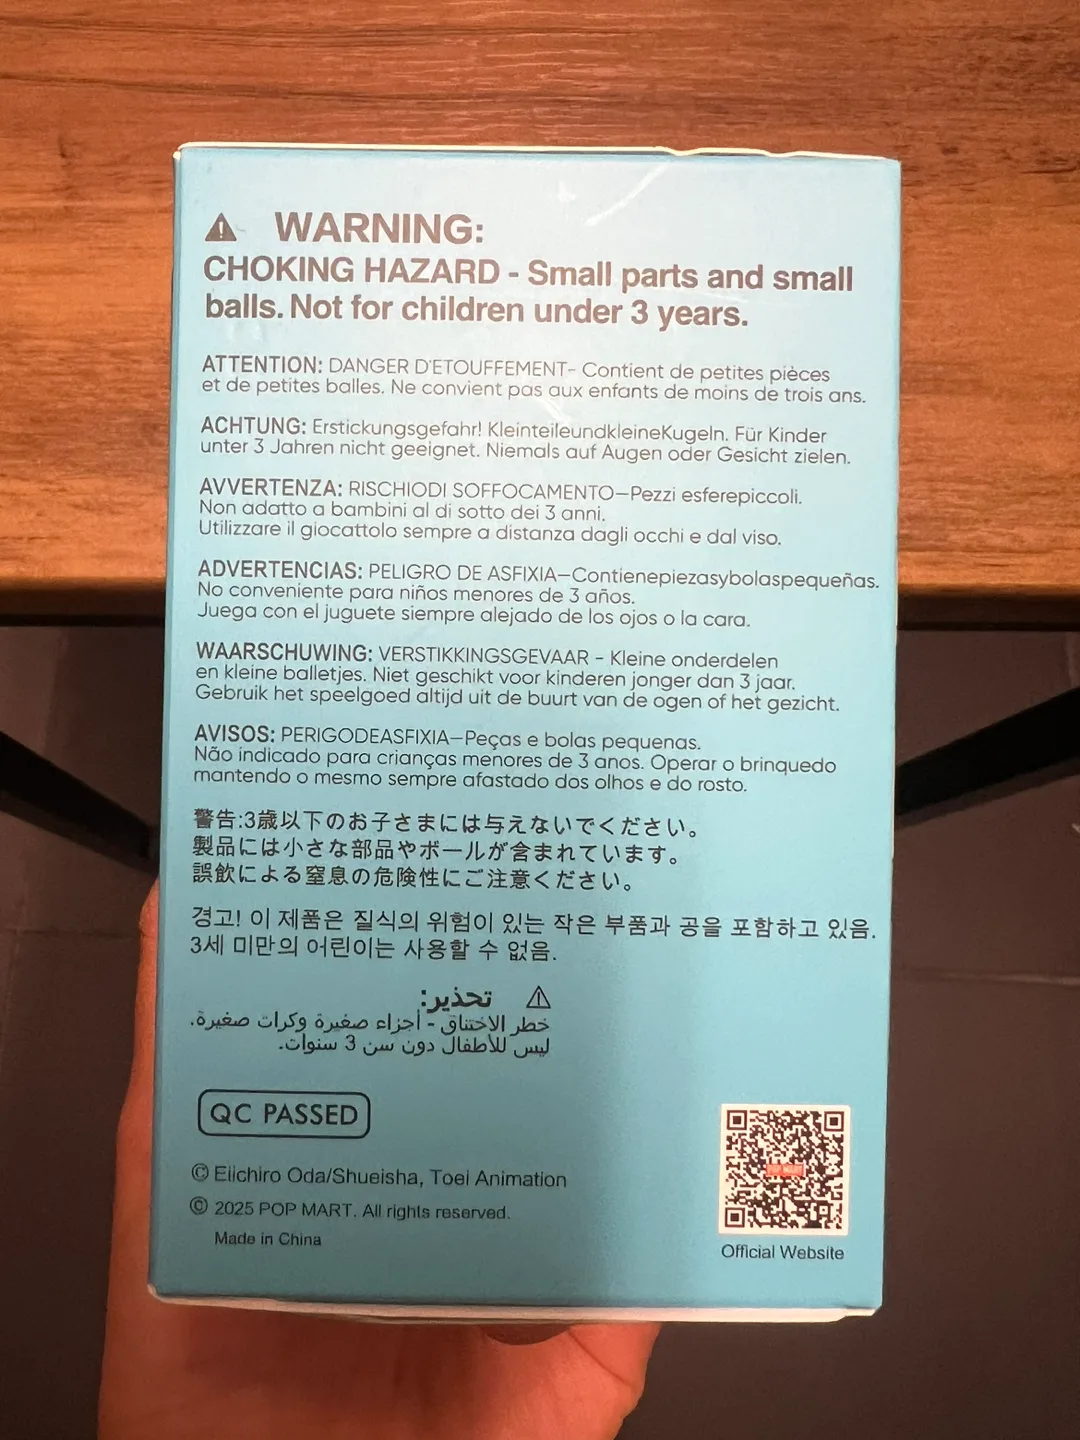 WARNING:
CHOKING HAZARD - Small parts and small
balls. Not for children under 3 years.
ATTENTION: DANGER D'ETOUFFEMENT- Contient de petites pièces
et de petites balles. Ne convient pas aux enfants de moins de trois ans.
ACHTUNG: Erstickungsgefahr! KleinteileundkleineKugeln. Für Kinder
unter 3 Jahren nicht geeignet. Niemals auf Augen oder Gesicht zielen.
AVVERTENZA: RISCHIODI SOFFOCAMENTO—Pezzi esferepiccoli.
Non adatto a bambini al di sotto dei 3 anni.
Utilizzare il giocattolo sempre a distanza dagli occhi e dal viso.
ADVERTENCIAS: PELIGRO DE ASFIXIA—Contienepiezasybolaspequeñas.
No conveniente para niños menores de 3 años.
Juega con el juguete siempre alejado de los ojos o la cara.
WAARSCHUWING: VERSTIKKINGSGEVAAR - Kleine onderdelen
en kleine balletjes. Niet geschikt voor kinderen jonger dan 3 jaar.
Gebruik het speelgoed altijd uit de buurt van de ogen of het gezicht.
AVISOS: PERIGODEASFIXIA—Peças e bolas pequenas.
Não indicado para crianças menores de 3 anos. Operar o brinquedo
mantendo o mesmo sempre afastado dos olhos e do rosto.
警告:3歳以下のお子さまには与えないでください。
製品には小さな部品やボールが含まれています。
誤飲による窒息の危険性にご注意ください。
경고! 이 제품은 질식의 위험이 있는 작은 부품과 공을 포함하고 있음.
3세 미만의 어린이는 사용할 수 없음.
تحذير:
خطر الاختناق - أجزاء صغيرة وكرات صغيرة.
ليس للأطفال دون سن 3 سنوات.
QC PASSED
© Eiichiro Oda/Shueisha, Toei Animation
© 2025 POP MART. All rights reserved.
Made in China
POP MART
Official Website